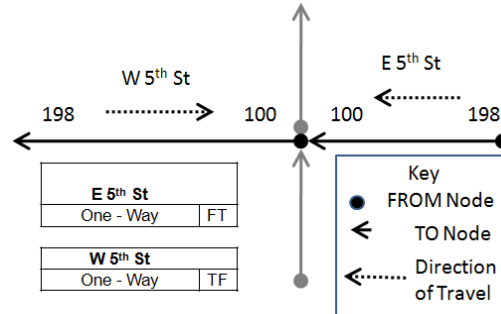 W 5th St
E 5th St
198 100 100 198
E 5th St
One - Way FT
W 5th St
One - Way TF
Key
FROM Node
TO Node
Direction
of Travel